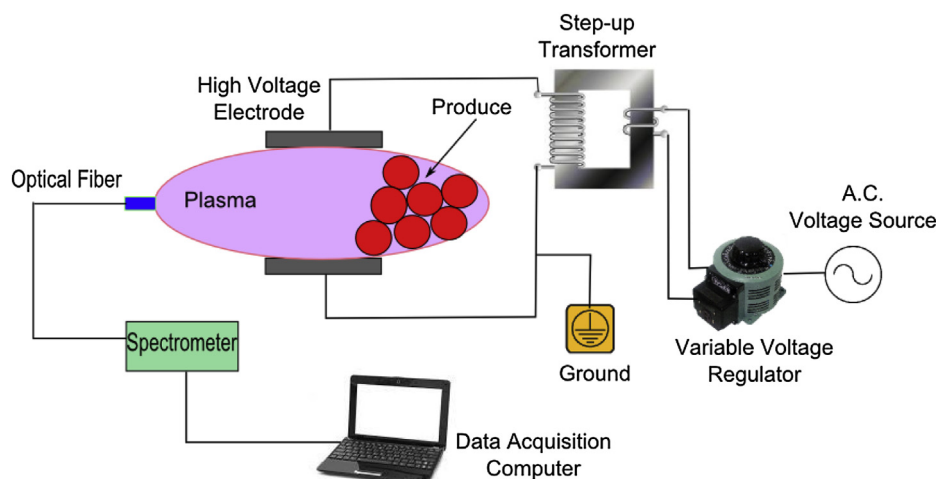 Step-up
Transformer
High Voltage
Electrode
Produce
Optical Fiber
Plasma
A.C.
Voltage Source
Spectrometer
Ground
Variable Voltage
Regulator
Data Acquisition
Computer